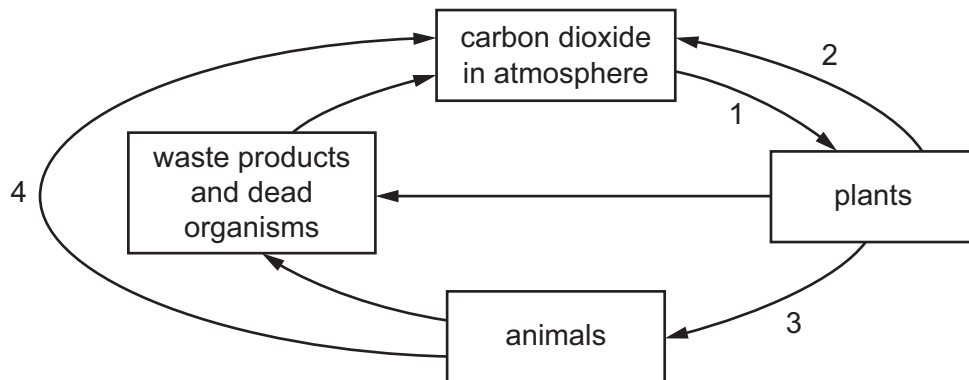 carbon dioxide
in atmosphere
2
1
waste products
and dead
organisms
4
plants
3
animals